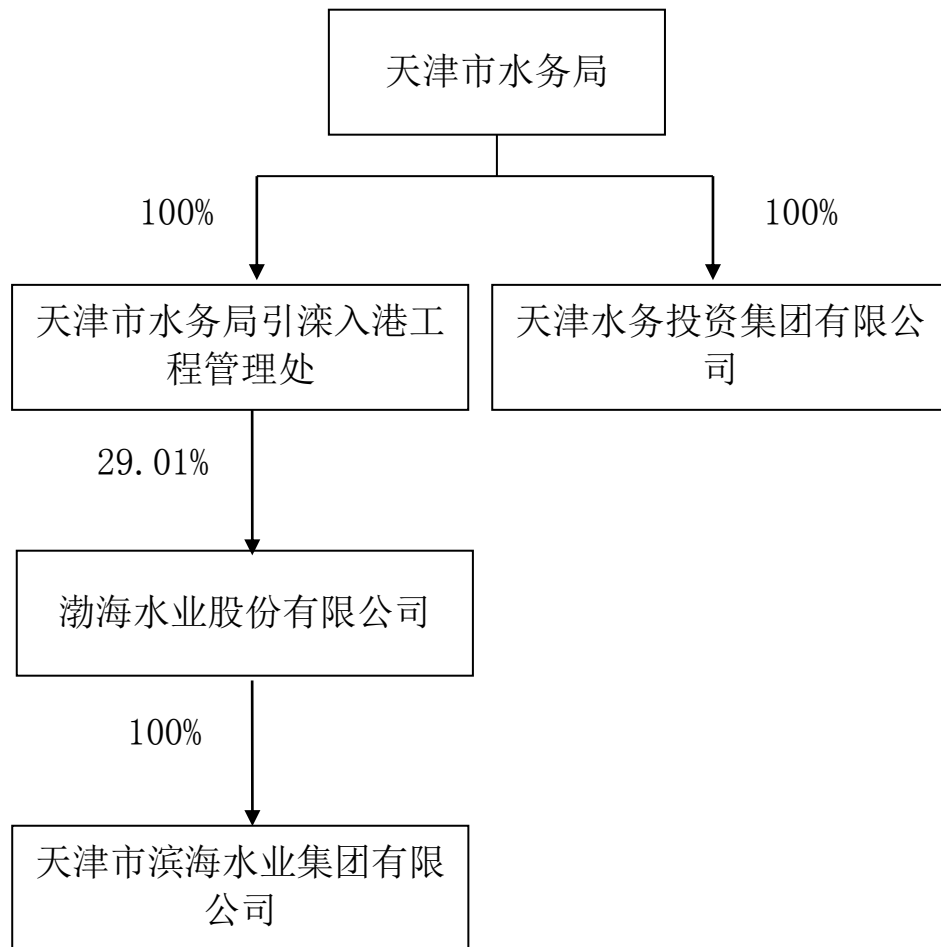 天津市水务局
100%
100%
天津市水务局引滦入港工
程管理处
天津水务投资集团有限公
司
29.01%
渤海水业股份有限公司
100%
天津市滨海水业集团有限
公司